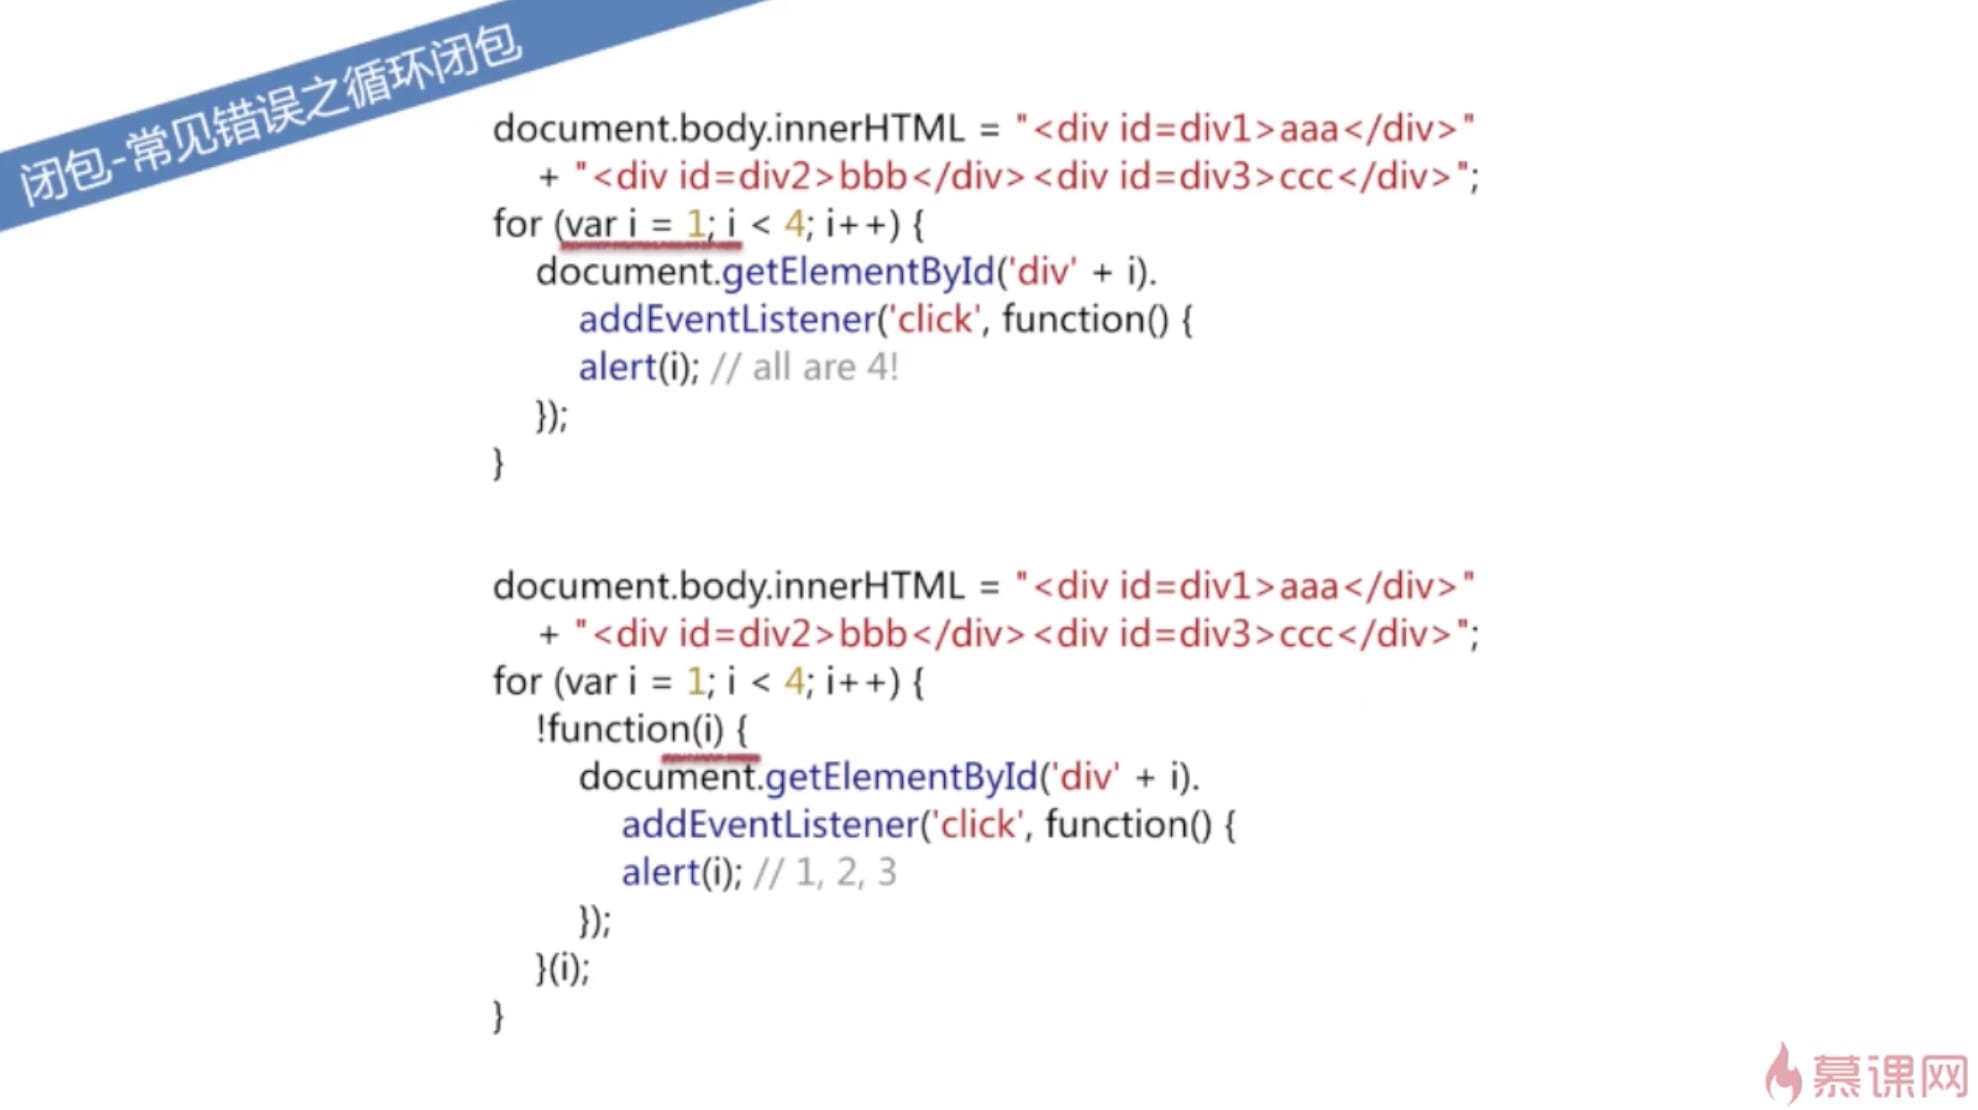 闭包-常见错误之循环闭包
document.body.innerHTML = "<div id=div1>aaa</div>"
+ "<div id=div2>bbb</div><div id=div3>ccc</div>";
for (var i = 1; i < 4; i++) {
document.getElementById('div' + i).
addEventListener('click', function() {
alert(i); // all are 4!
});
}
document.body.innerHTML = "<div id=div1>aaa</div>"
+ "<div id=div2>bbb</div><div id=div3>ccc</div>";
for (var i = 1; i < 4; i++) {
!function(i) {
document.getElementById('div' + i).
addEventListener('click', function() {
alert(i); // 1, 2, 3
});
}(i);
}
慕课网